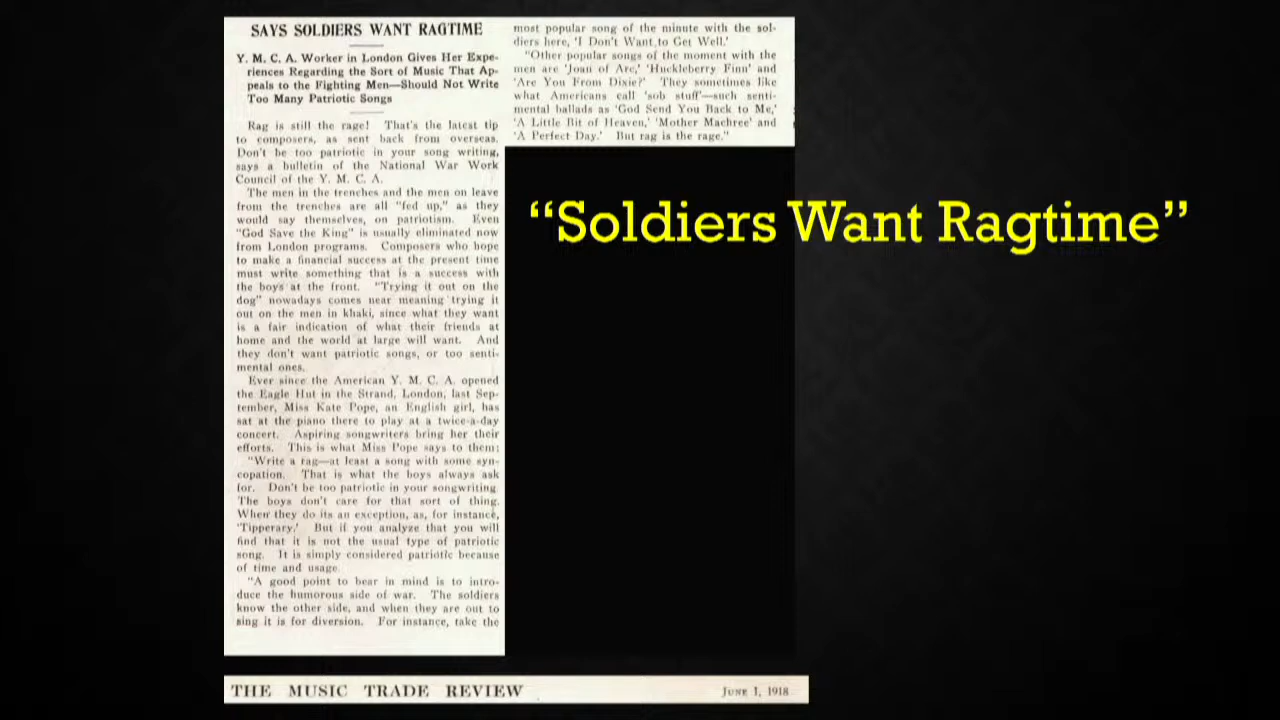 SAYS SOLDIERS WANT RAGTIME
Y. M. C. A. Worker in London Gives Her Expe-
riences Regarding the Sort of Music That Ap-
peals to the Fighting Men—Should Not Write
Too Many Patriotic Songs
Rag is still the rage! That's the latest tip
to composers, as sent back from overseas.
Don't be too patriotic in your song writing,
says a bulletin of the National War Work
Council of the Y. M. C. A.
The men in the trenches and the men on leave
from the trenches are all "fed up," as they
would say themselves, on patriotism. Even
"God Save the King" is usually eliminated now
from London programs. Composers who hope
to make a financial success at the present time
must write something that is a success with
the boys at the front. "Trying it out on the
dog" nowadays comes near meaning trying it
out on the men in khaki, since what they want
is a fair indication of what their friends at
home and the world at large will want. And
they don't want patriotic songs, or too senti-
mental ones.
Ever since the American Y. M. C. A. opened
the Eagle Hut in the Strand, London, last Sep-
tember, Miss Kate Pope, an English girl, has
sat at the piano there to play at a twice-a-day
concert. Aspiring songwriters bring her their
efforts. This is what Miss Pope says to them:
"Write a rag—at least a song with some syn-
copation. That is what the boys always ask
for. Don't be too patriotic in your songwriting.
The boys don't care for that sort of thing.
When they do its an exception, as, for instance,
'Tipperary.' But if you analyze that you will
find that it is not the usual type of patriotic
song. It is simply considered patriotic because
of time and usage.
"A good point to bear in mind is to intro-
duce the humorous side of war. The soldiers
know the other side, and when they are out to
sing it is for diversion. For instance, take the
most popular song of the minute with the sol-
diers here, 'I Don't Want to Get Well.'
"Other popular songs of the moment with the
men are 'Joan of Arc,' 'Huckleberry Finn' and
'Are You From Dixie?' They sometimes like
what Americans call 'sob stuff'—such senti-
mental ballads as 'God Send You Back to Me,'
'A Little Bit of Heaven,' 'Mother Machree' and
'A Perfect Day.' But rag is the rage."
“Soldiers Want Ragtime”
THE MUSIC TRADE REVIEW JUNE 1, 1918